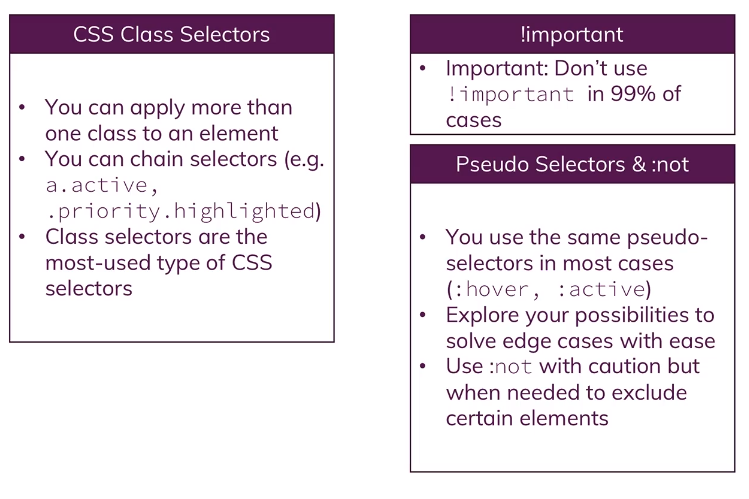 CSS Class Selectors
• You can apply more than
one class to an element
• You can chain selectors (e.g.
a.active,
.priority.highlighted)
• Class selectors are the
most-used type of CSS
selectors
!important
• Important: Don’t use
!important in 99% of
cases
Pseudo Selectors & :not
• You use the same pseudo-
selectors in most cases
(:hover, :active)
• Explore your possibilities to
solve edge cases with ease
• Use :not with caution but
when needed to exclude
certain elements